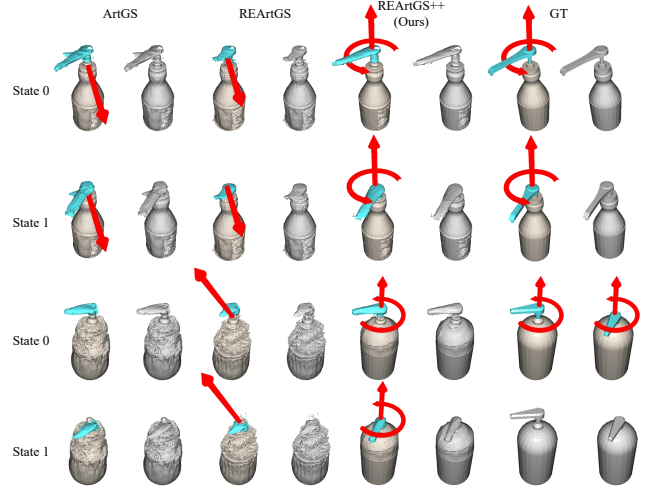 ArtGS
REArtGS
REArtGS++
(Ours)
GT
State 0
State 1
State 0
State 1